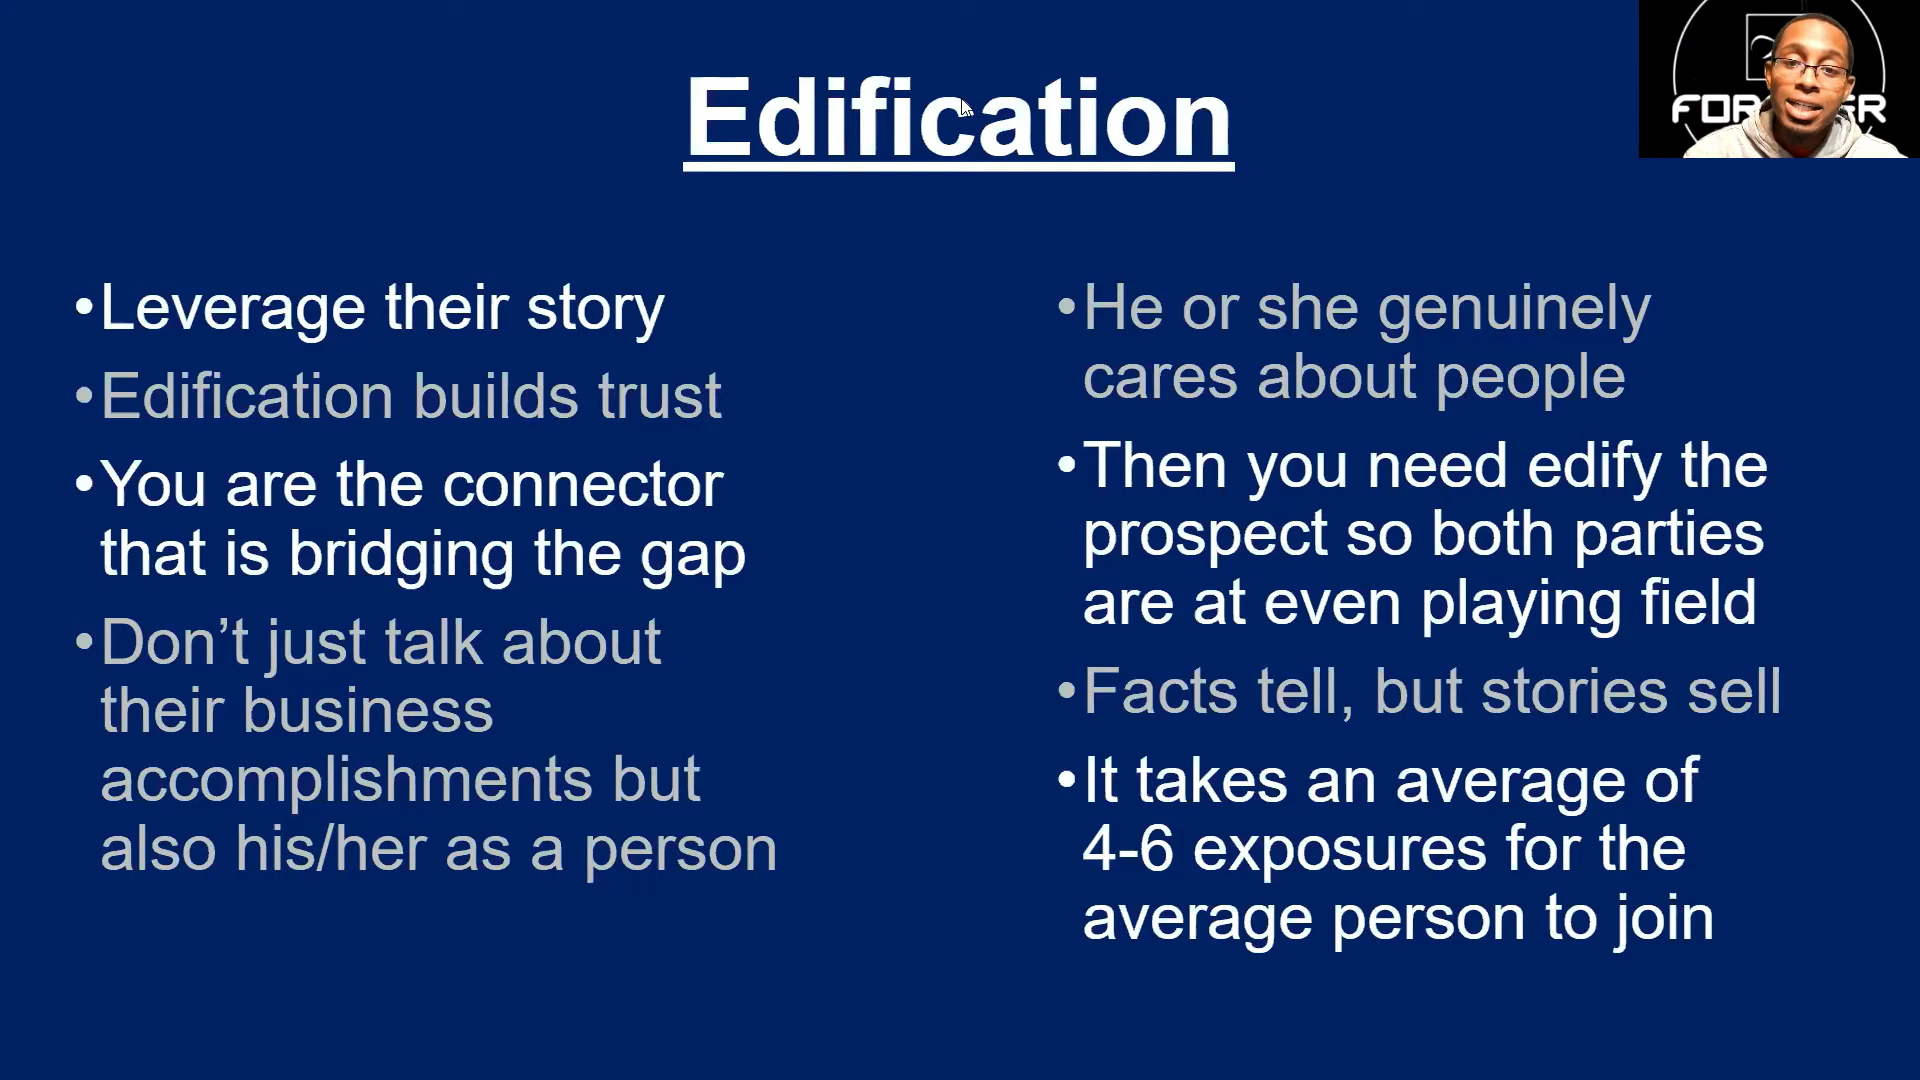 Edification
•Leverage their story
•Edification builds trust
•You are the connector
that is bridging the gap
•Don’t just talk about
their business
accomplishments but
also his/her as a person
•He or she genuinely
cares about people
•Then you need edify the
prospect so both parties
are at even playing field
•Facts tell, but stories sell
•It takes an average of
4-6 exposures for the
average person to join